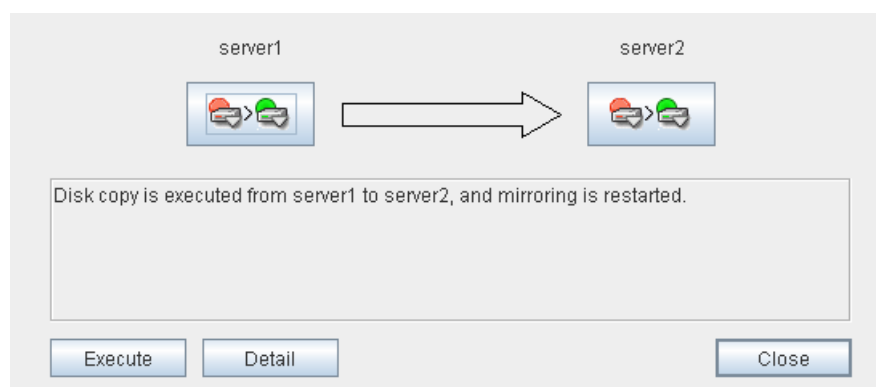 server1
server2
Disk copy is executed from server1 to server2, and mirroring is restarted.
Execute
Detail
Close